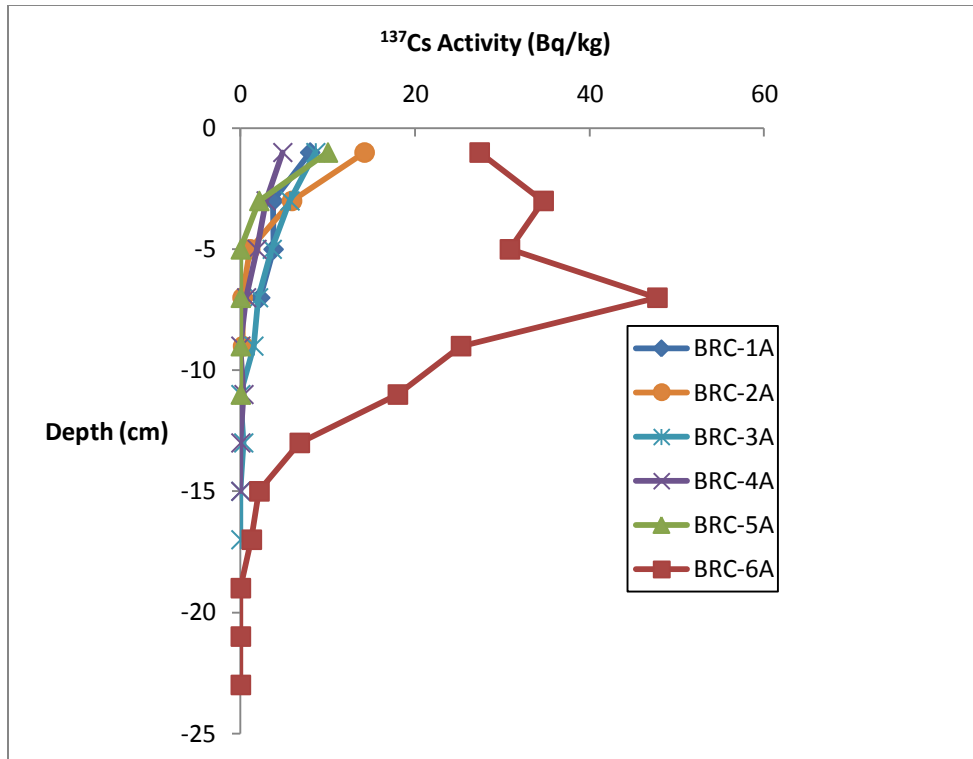 ¹³⁷Cs Activity (Bq/kg)
0 20 40 60
0
-5
-10
-15
-20
-25
Depth (cm)
BRC-1A
BRC-2A
BRC-3A
BRC-4A
BRC-5A
BRC-6A